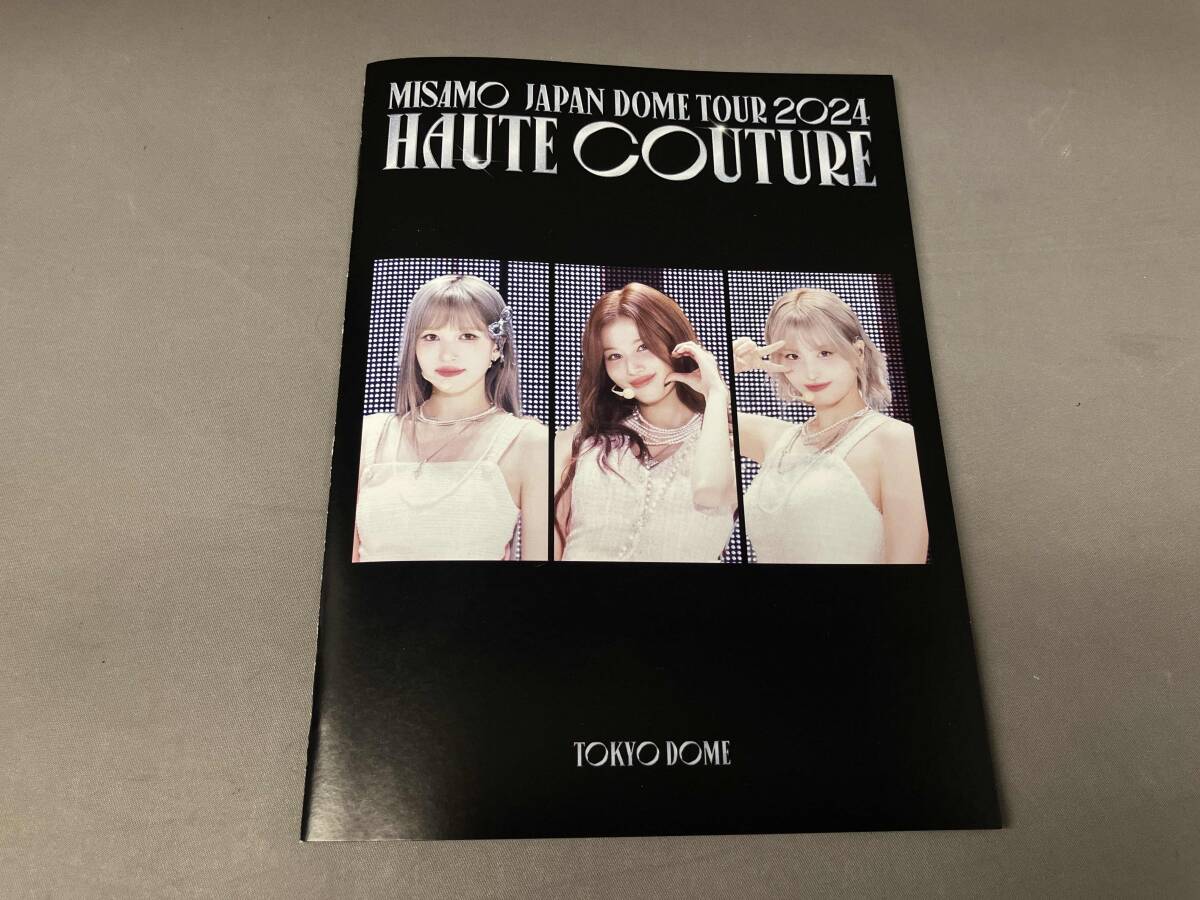 MISAMO JAPAN DOME TOUR 2024
HAUTE COUTURE
TOKYO DOME